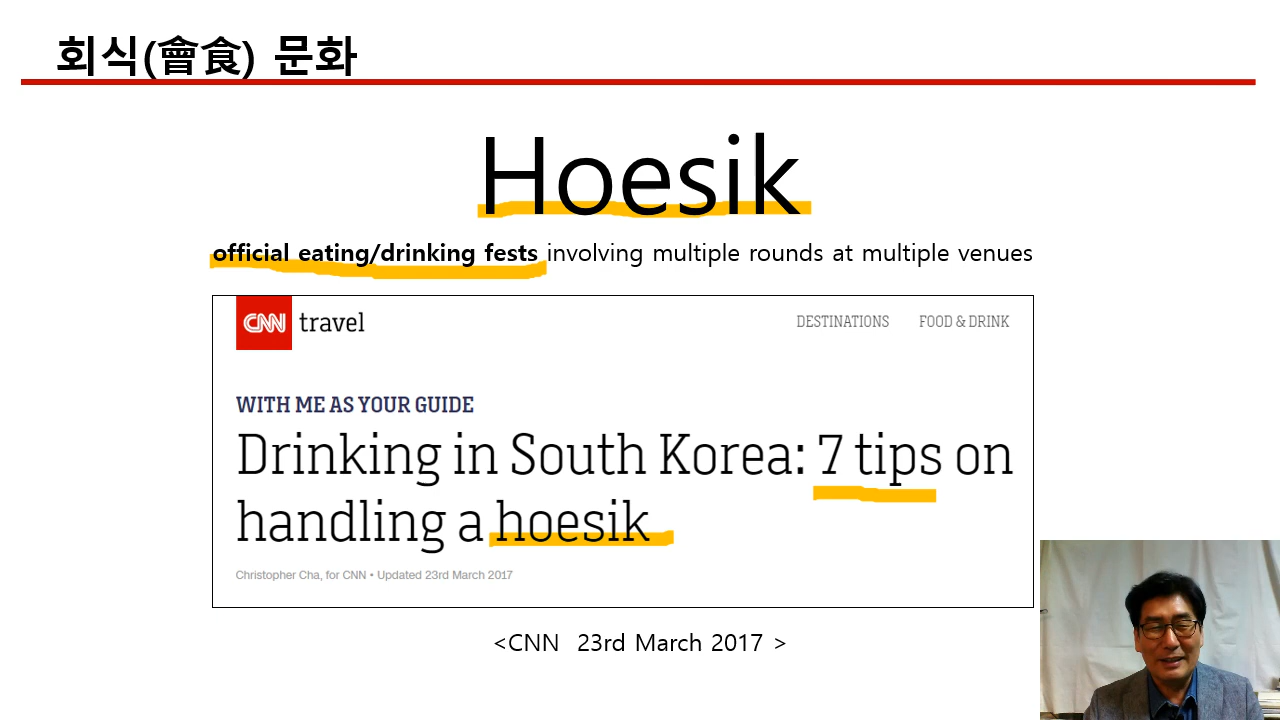 회식(會食) 문화
Hoesik
official eating/drinking fests involving multiple rounds at multiple venues
CNN travel
DESTINATIONS FOOD & DRINK
WITH ME AS YOUR GUIDE
Drinking in South Korea: 7 tips on
handling a hoesik
Christopher Cha, for CNN • Updated 23rd March 2017
<CNN 23rd March 2017 >